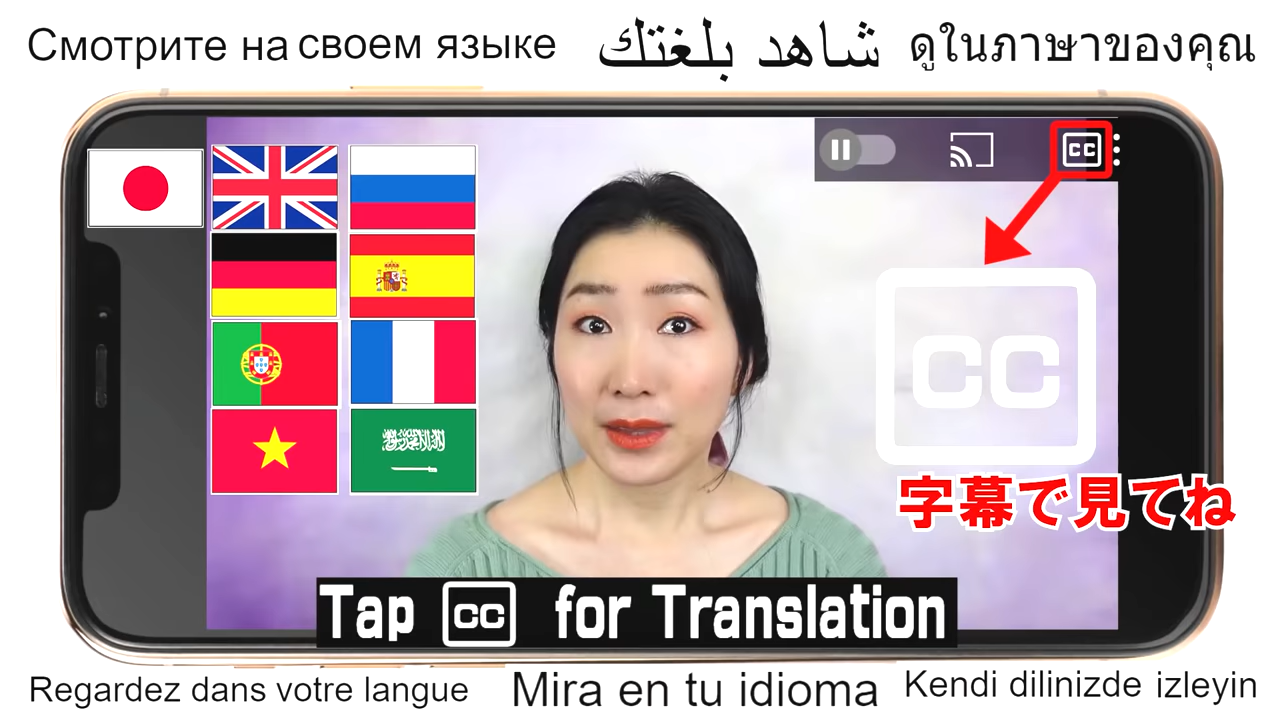 Смотрите на своем языке
شاهد بلغتك
ดูในภาษาของคุณ
CC
CC
字幕で見てね
Tap CC for Translation
Regardez dans votre langue
Mira en tu idioma
Kendi dilinizde izleyin